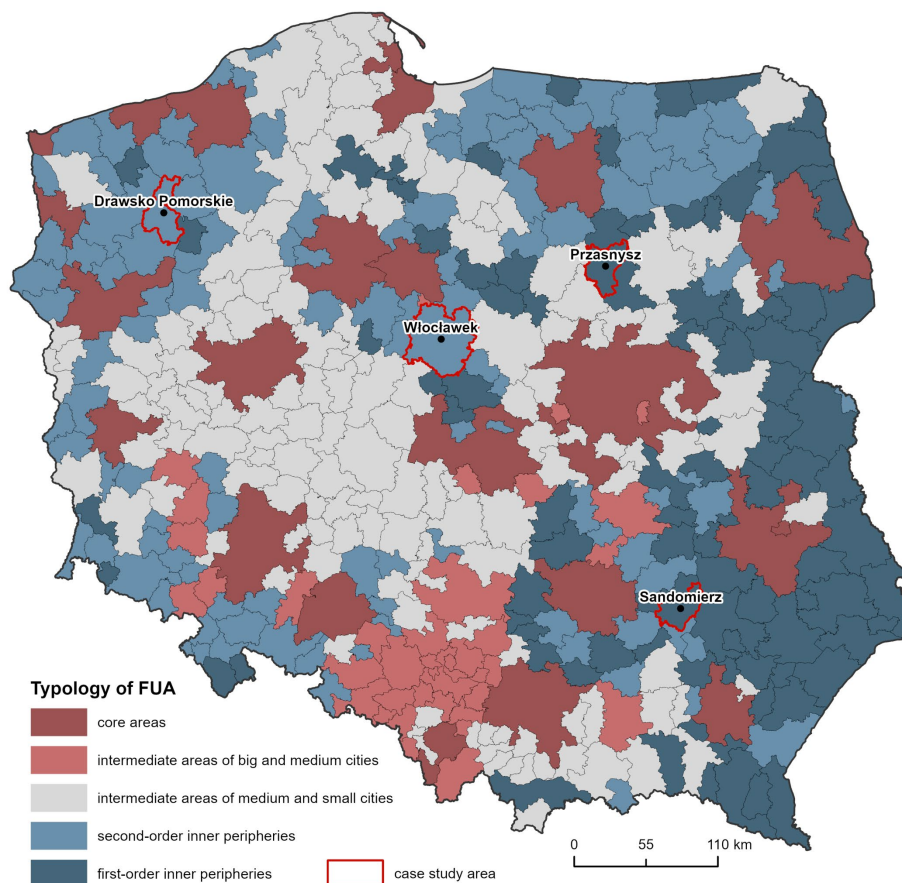 Drawsko Pomorskie
Przasnysz
Włocławek
Sandomierz
Typology of FUA
core areas
intermediate areas of big and medium cities
intermediate areas of medium and small cities
second-order inner peripheries
first-order inner peripheries
case study area
0 55 110 km